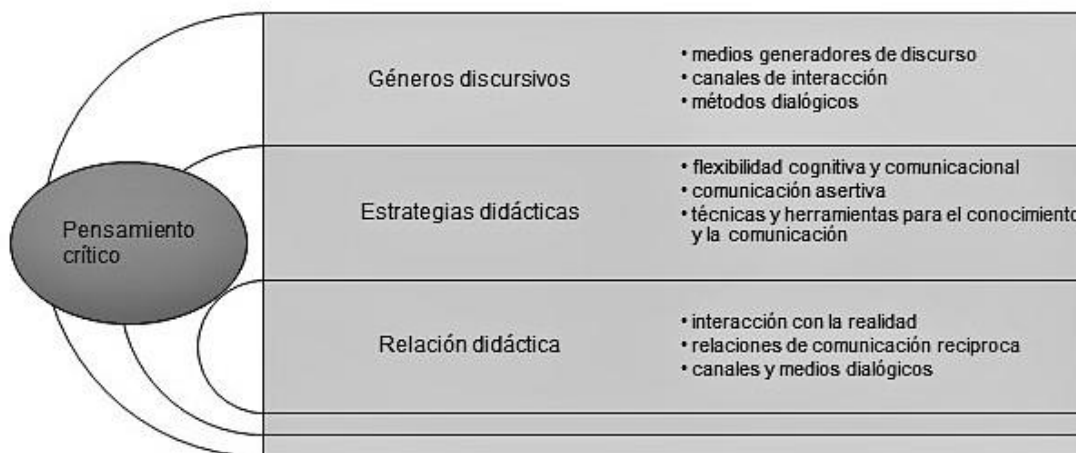 Géneros discursivos
• medios generadores de discurso
• canales de interacción
• métodos dialógicos
Pensamiento
crítico
Estrategias didácticas
• flexibilidad cognitiva y comunicacional
• comunicación asertiva
• técnicas y herramientas para el conocimiento
y la comunicación
Relación didáctica
• interacción con la realidad
• relaciones de comunicación reciproca
• canales y medios dialógicos